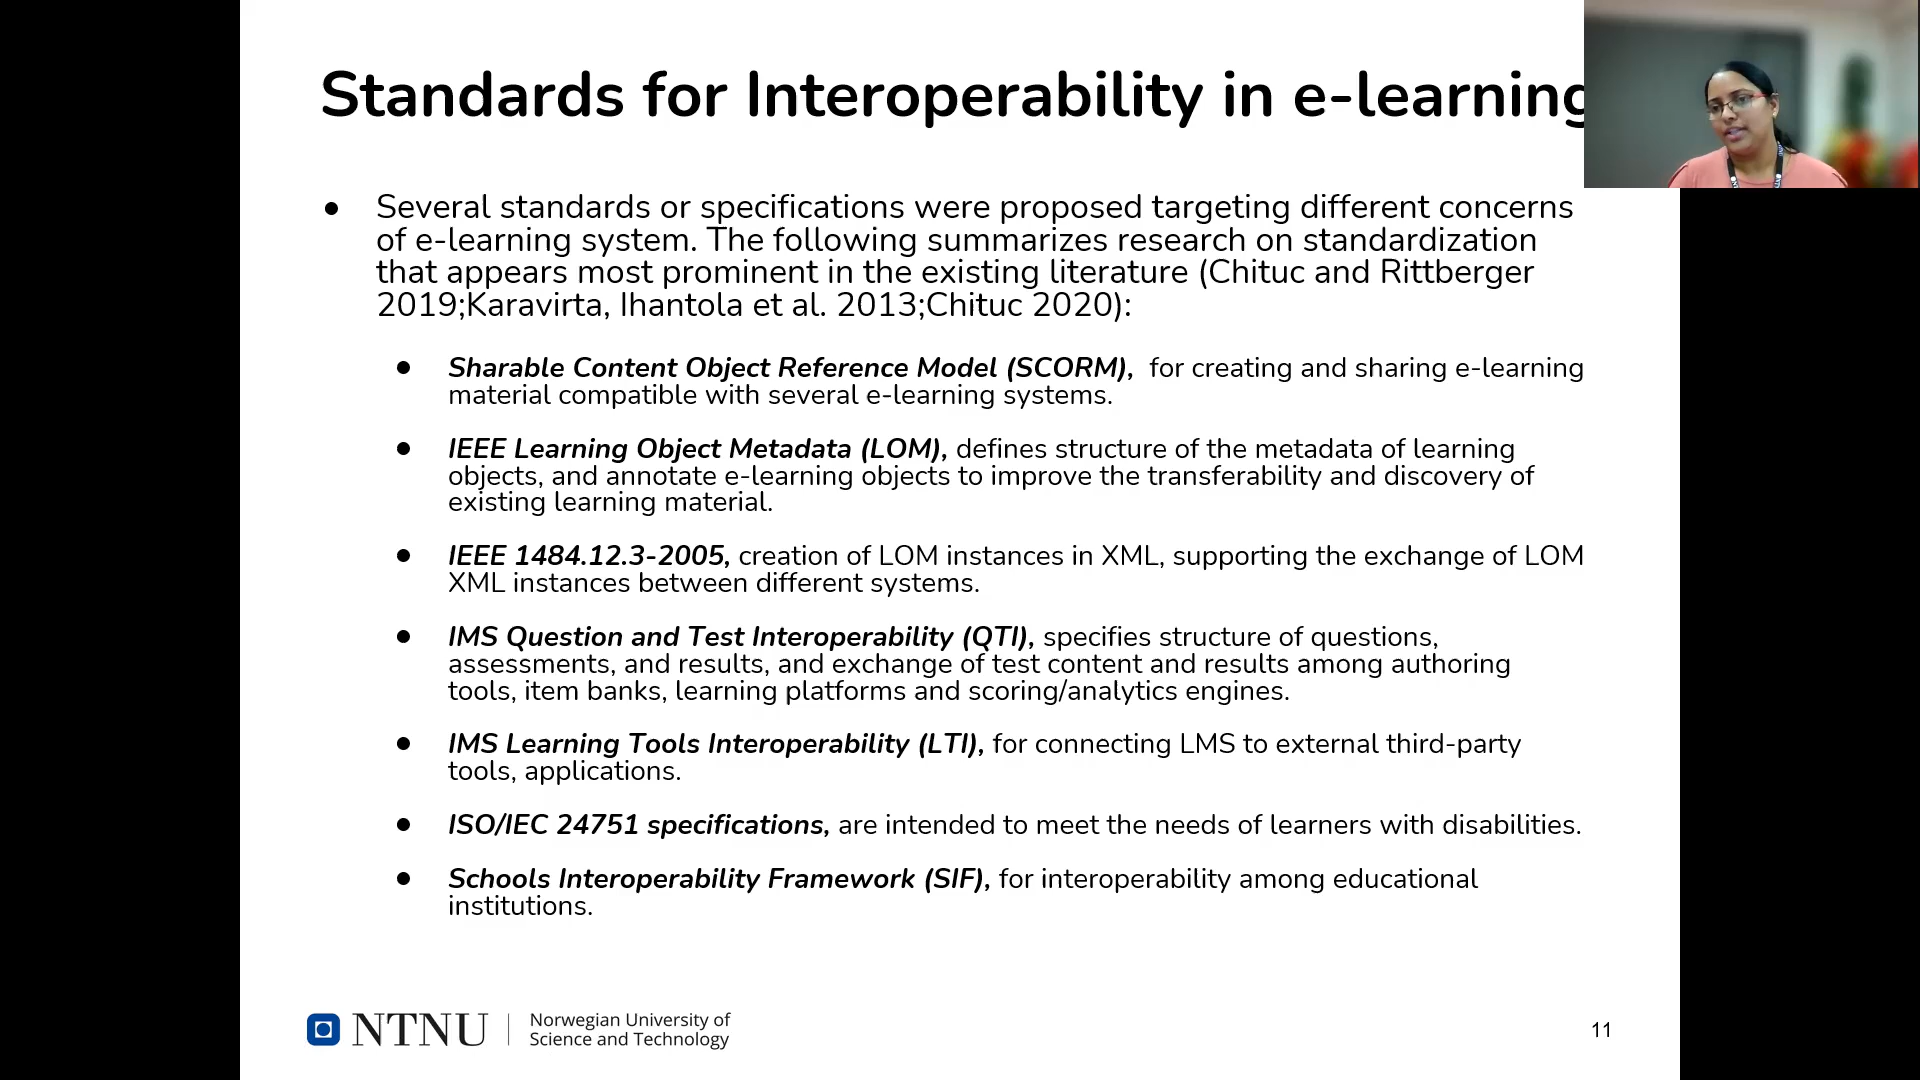 Standards for Interoperability in e-learning
• Several standards or specifications were proposed targeting different concerns
of e-learning system. The following summarizes research on standardization
that appears most prominent in the existing literature (Chituc and Rittberger
2019;Karavirta, Ihantola et al. 2013;Chituc 2020):
• Sharable Content Object Reference Model (SCORM), for creating and sharing e-learning
material compatible with several e-learning systems.
• IEEE Learning Object Metadata (LOM), defines structure of the metadata of learning
objects, and annotate e-learning objects to improve the transferability and discovery of
existing learning material.
• IEEE 1484.12.3-2005, creation of LOM instances in XML, supporting the exchange of LOM
XML instances between different systems.
• IMS Question and Test Interoperability (QTI), specifies structure of questions,
assessments, and results, and exchange of test content and results among authoring
tools, item banks, learning platforms and scoring/analytics engines.
• IMS Learning Tools Interoperability (LTI), for connecting LMS to external third-party
tools, applications.
• ISO/IEC 24751 specifications, are intended to meet the needs of learners with disabilities.
• Schools Interoperability Framework (SIF), for interoperability among educational
institutions.
NTNU
Norwegian University of
Science and Technology
11